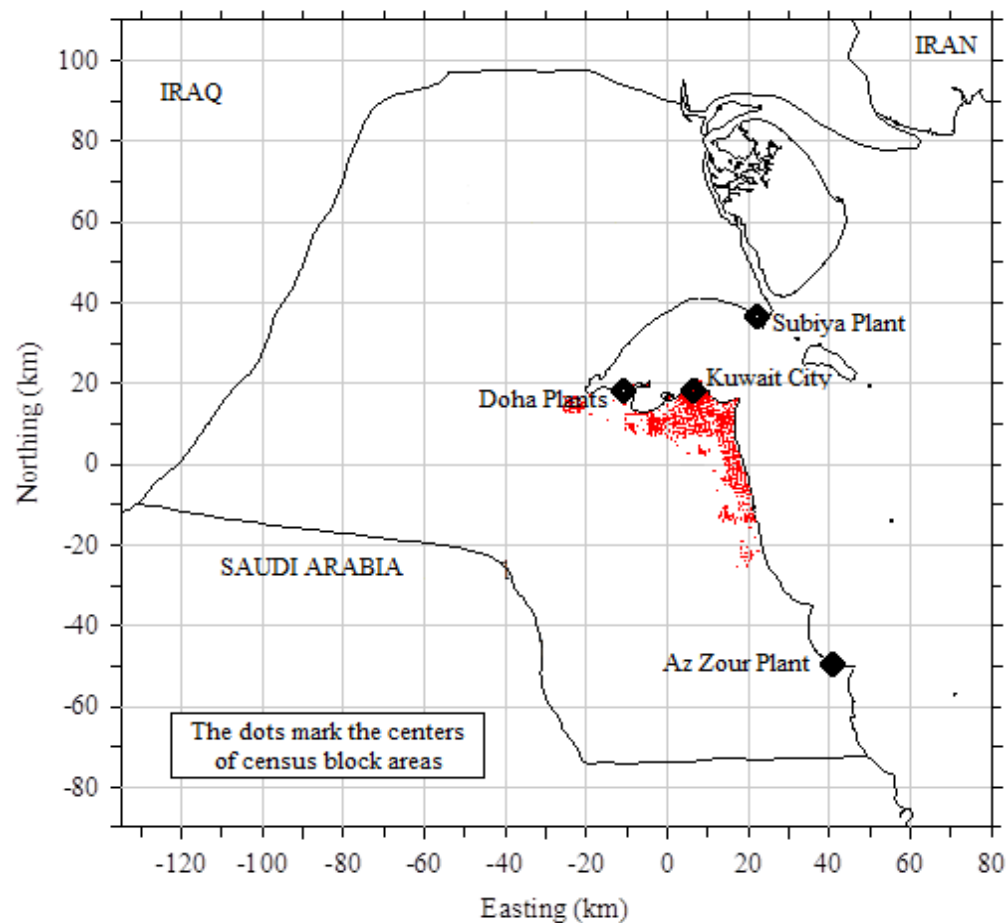 100
80
60
40
20
0
-20
-40
-60
-80
Northing (km)
IRAQ
IRAN
Subiya Plant
Kuwait City
Doha Plants
SAUDI ARABIA
Az Zour Plant
The dots mark the centers
of census block areas
-120 -100 -80 -60 -40 -20 0 20 40 60 80
Easting (km)